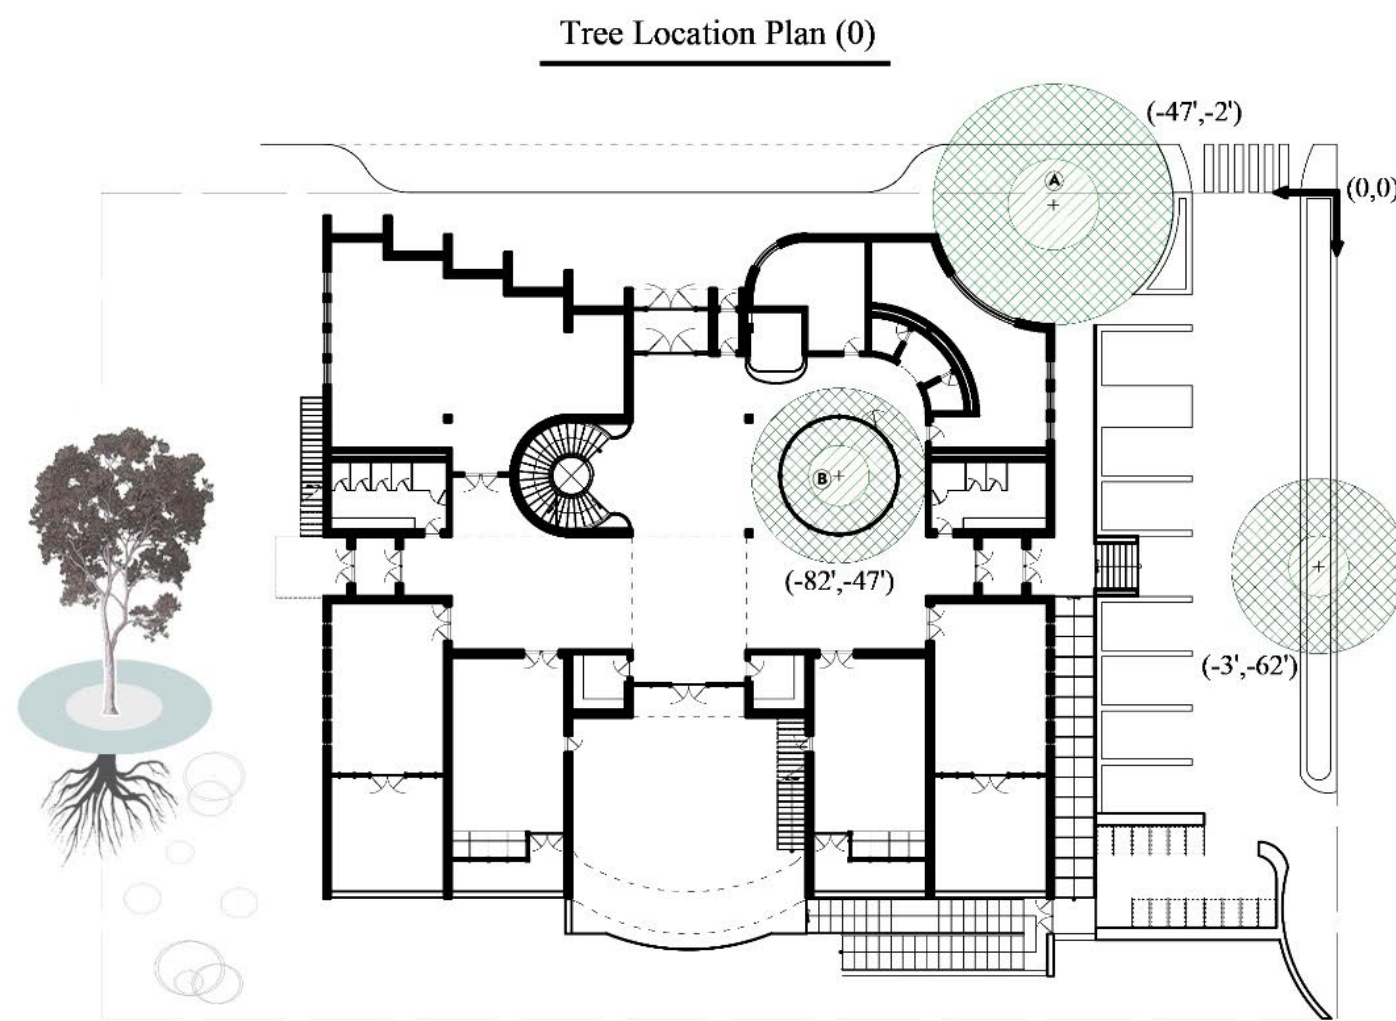 Tree Location Plan (0)
(-47',-2')
A
(0,0)
B
(-82',-47')
(-3',-62')